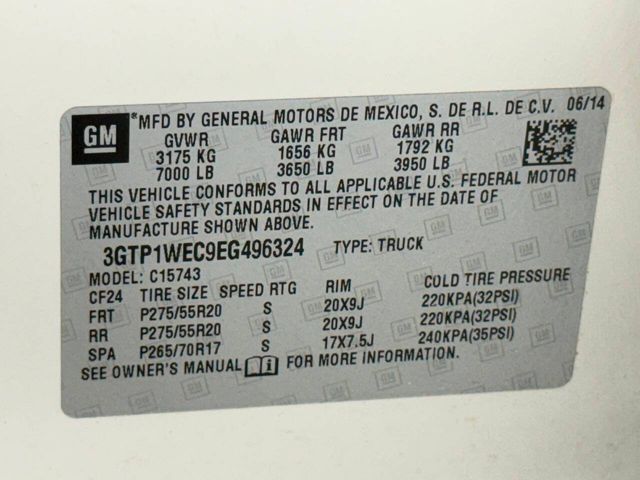 GM *MFD BY GENERAL MOTORS DE MEXICO, S. DE R.L. DE C.V. 06/14
GVWR GAWR FRT GAWR RR
3175 KG 1656 KG 1792 KG
7000 LB 3650 LB 3950 LB
THIS VEHICLE CONFORMS TO ALL APPLICABLE U.S. FEDERAL MOTOR
VEHICLE SAFETY STANDARDS IN EFFECT ON THE DATE OF
MANUFACTURE SHOWN ABOVE.
3GTP1WEC9EG496324 TYPE: TRUCK
MODEL: C15743
CF24 TIRE SIZE SPEED RTG RIM COLD TIRE PRESSURE
FRT P275/55R20 S 20X9J 220KPA(32PSI)
RR P275/55R20 S 20X9J 220KPA(32PSI)
SPA P265/70R17 S 17X7.5J 240KPA(35PSI)
SEE OWNER'S MANUAL FOR MORE INFORMATION.